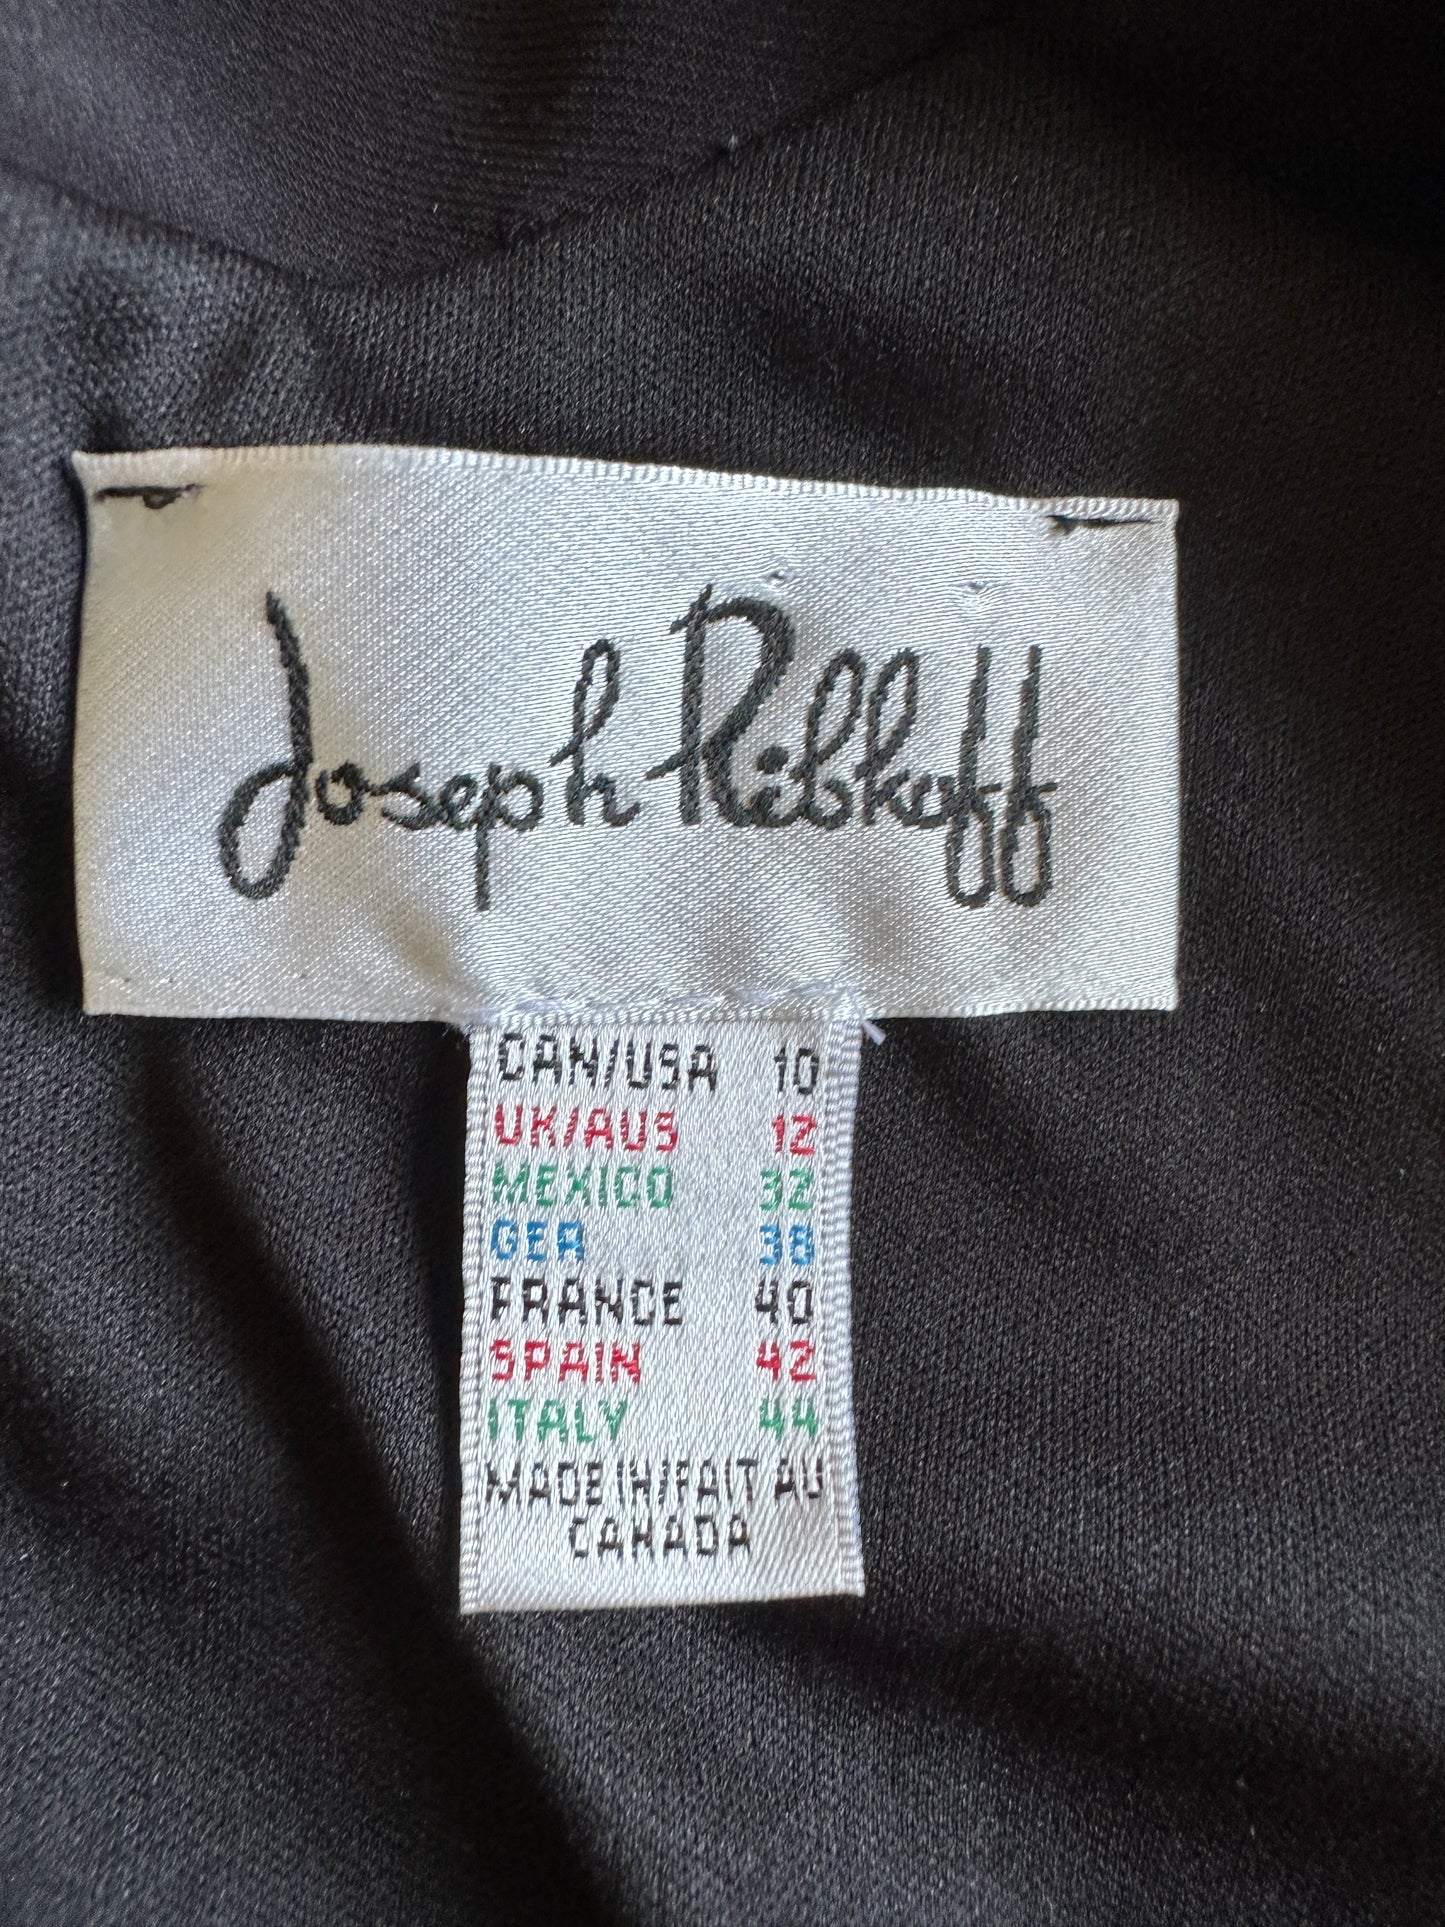 Joseph Ribkoff
CAN/USA 10
UK/AUS 12
MEXICO 32
GER 38
FRANCE 40
SPAIN 42
ITALY 44
MADE IN/FAIT AU
CANADA